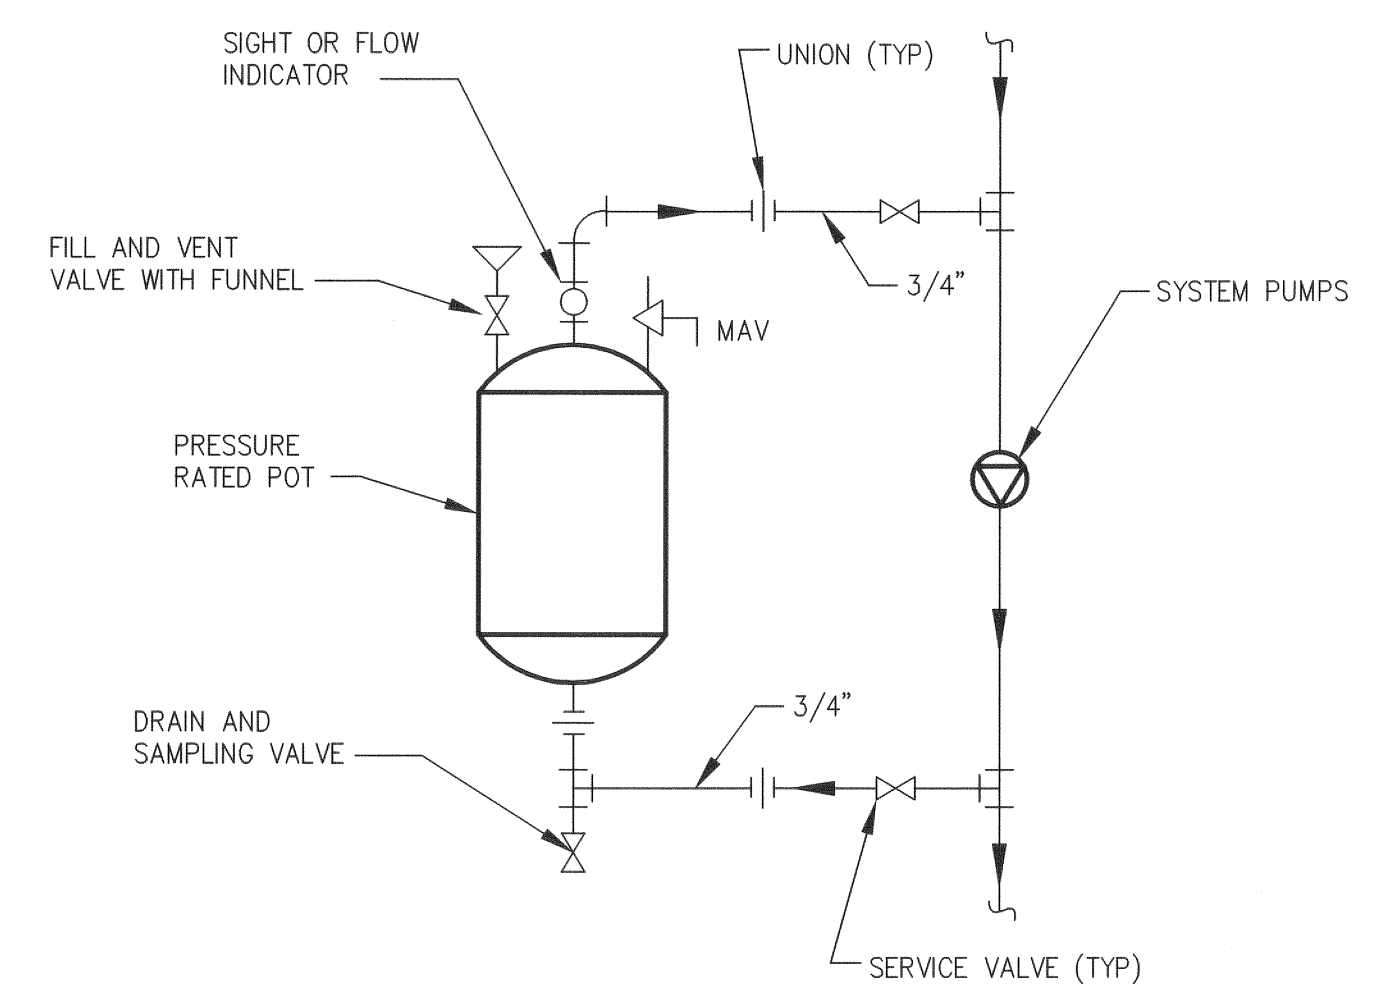 SIGHT OR FLOW
INDICATOR
UNION (TYP)
FILL AND VENT
VALVE WITH FUNNEL
3/4"
SYSTEM PUMPS
MAV
PRESSURE
RATED POT
3/4"
DRAIN AND
SAMPLING VALVE
SERVICE VALVE (TYP)